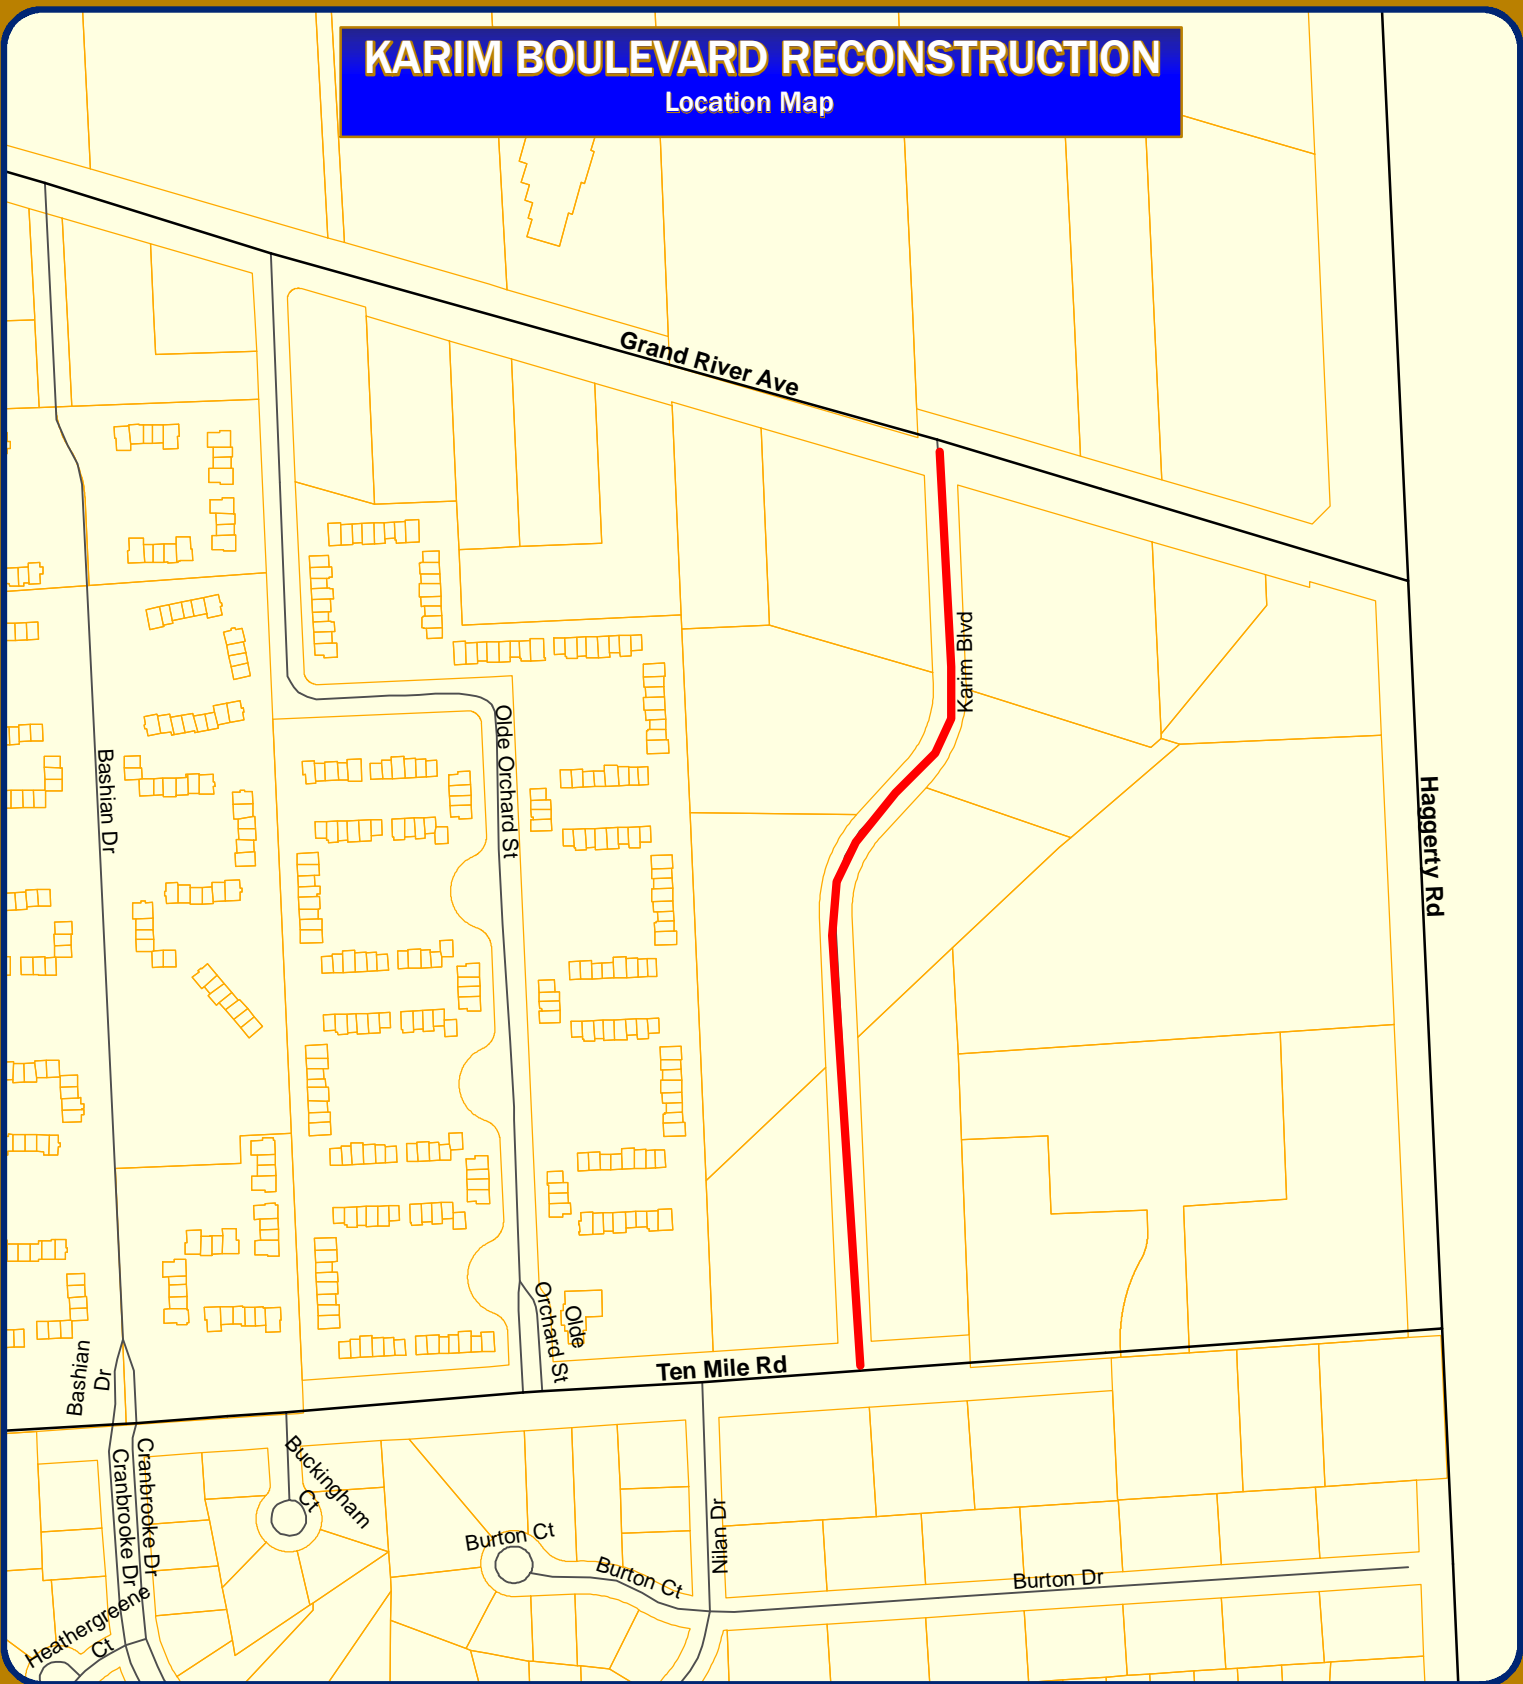 KARIM BOULEVARD RECONSTRUCTION
Location Map
Grand River Ave
Karim Blvd
Olde Orchard St
Bashian Dr
Haggerty Rd
Olde
Orchard St
Ten Mile Rd
Bashian
Dr
Cranbrooke Dr
Cranbrooke Dr
Buckingham
Ct
Burton Ct
Burton Ct
Nilan Dr
Burton Dr
Heathergreene
Ct